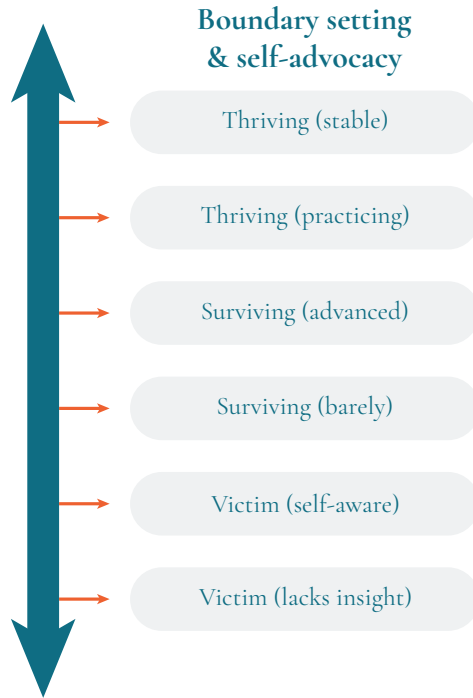 Boundary setting
& self-advocacy
Thriving (stable)
Thriving (practicing)
Surviving (advanced)
Surviving (barely)
Victim (self-aware)
Victim (lacks insight)